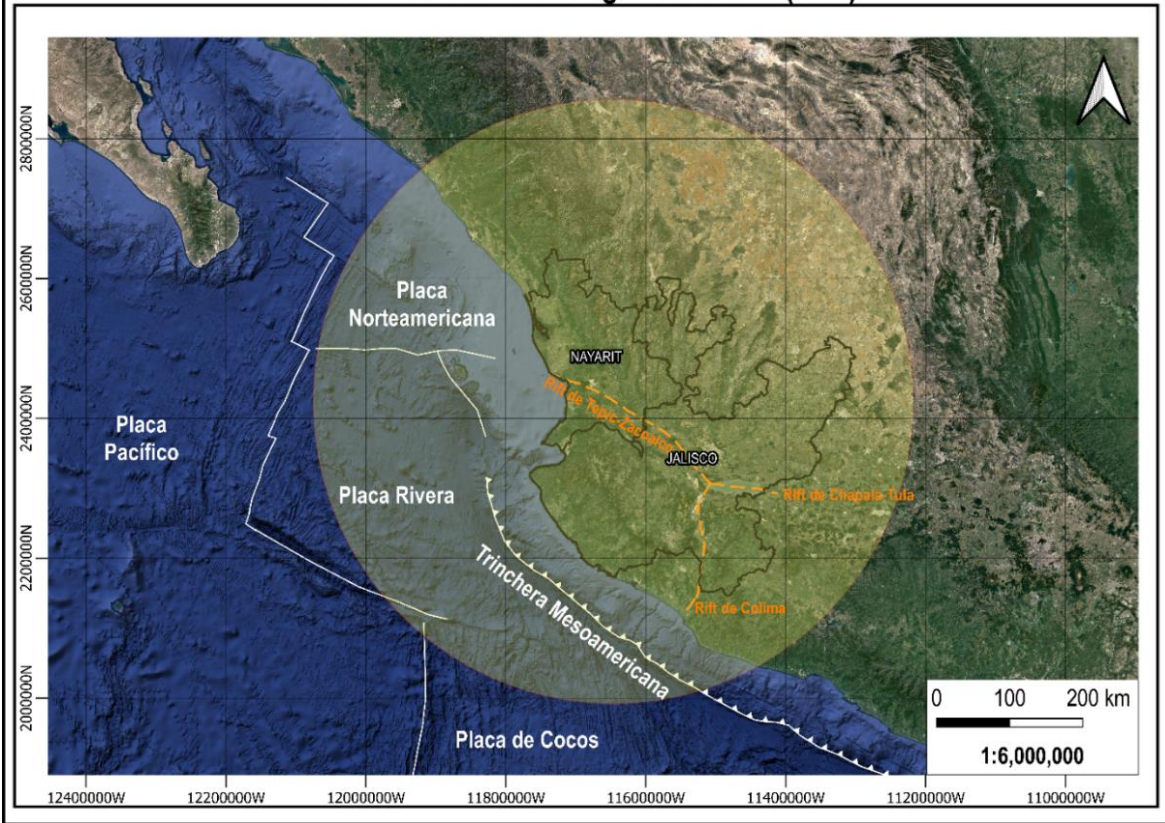 2800000N
2600000N
2400000N
2200000N
2000000N
Placa
Norteamericana
NAYARIT
Rift de Tepic-Zacoalco
Placa
Pacífico
JALISCO
Placa Rivera
Rift de Chapala-Tula
Trinchera Mesoamericana
Rift de Colima
Placa de Cocos
0 100 200 km
1:6,000,000
12400000W 12200000W 12000000W 11800000W 11600000W 11400000W 11200000W 11000000W